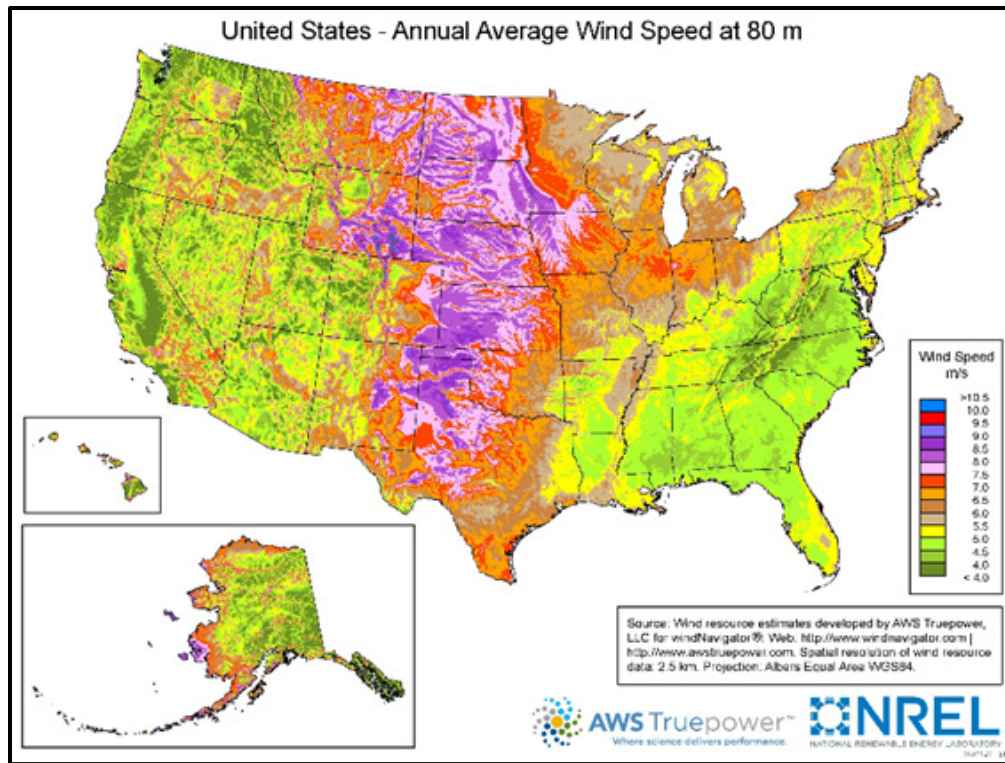 United States - Annual Average Wind Speed at 80 m
Wind Speed
m/s
>10.5
10.0
9.5
9.0
8.5
8.0
7.5
7.0
6.5
6.0
5.5
5.0
4.5
4.0
< 4.0
Source: Wind resource estimates developed by AWS Truepower,
LLC for windNavigator®. Web: http://www.windnavigator.com |
http://www.awstruepower.com. Spatial resolution of wind resource
data: 2.5 km. Projection: Albers Equal Area WGS84.
AWS Truepower™
Where science delivers performance.
NREL
NATIONAL RENEWABLE ENERGY LABORATORY